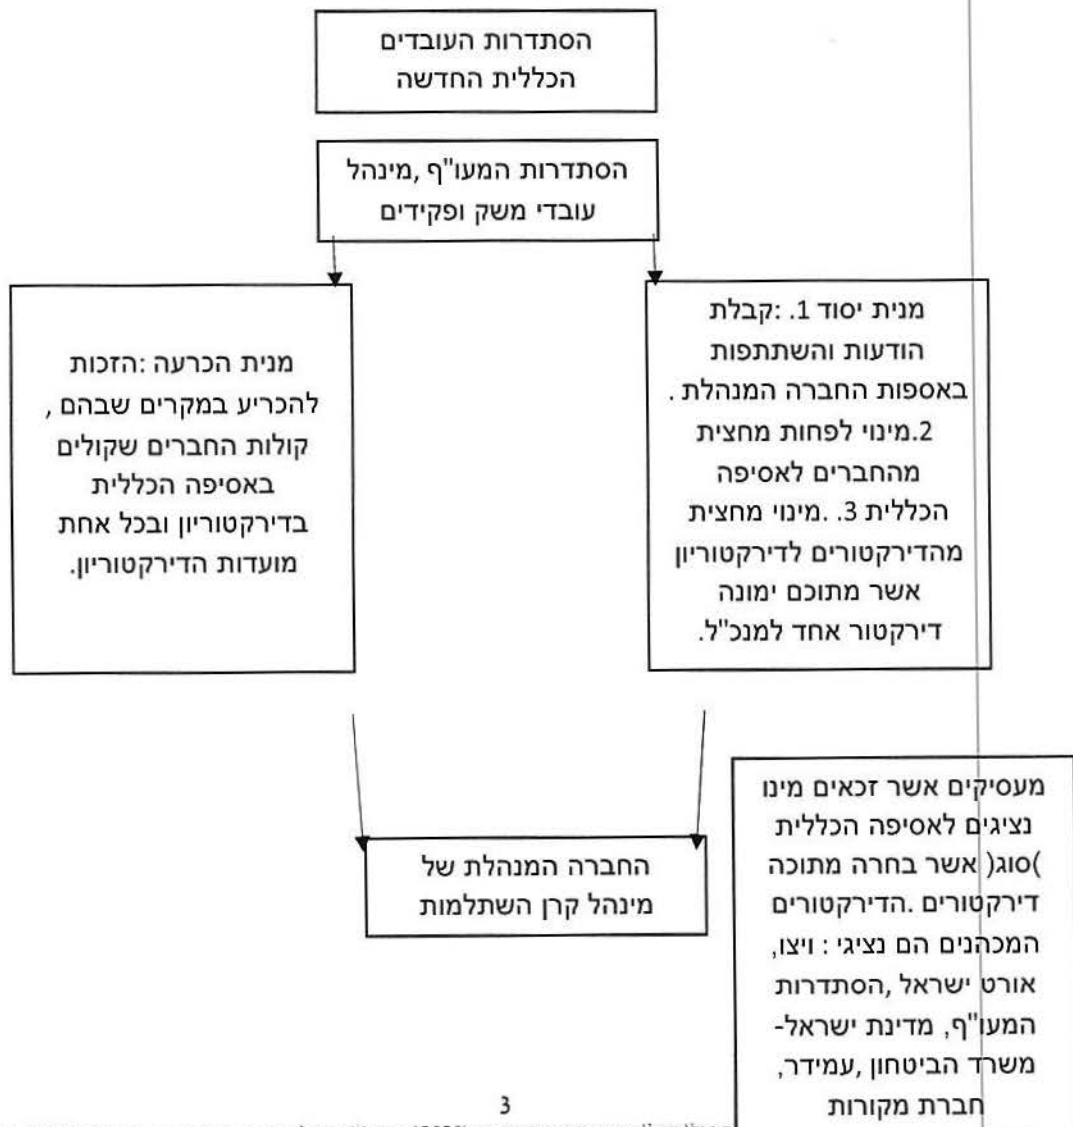 הסתדרות העובדים
הכללית החדשה
הסתדרות המעו"ף ,מינהל
עובדי משק ופקידים
מנית יסוד 1. :קבלת
הודעות והשתתפות
באספות החברה המנהלת .
2.מינוי לפחות מחצית
מהחברים לאסיפה
הכללית 3. .מינוי מחצית
מהדירקטורים לדירקטוריון
אשר מתוכם ימונה
דירקטור אחד למנכ"ל.
מנית הכרעה :הזכות
להכריע במקרים שבהם ,
קולות החברים שקולים
באסיפה הכללית
בדירקטוריון ובכל אחת
מועדות הדירקטוריון.
החברה המנהלת של
מינהל קרן השתלמות
מעסיקים אשר זכאים מינו
נציגים לאסיפה הכללית
)סוג( אשר בחרה מתוכה
דירקטורים .הדירקטורים
המכהנים הם נציגי : ויצו,
אורט ישראל ,הסתדרות
המעו"ף, מדינת ישראל-
משרד הביטחון ,עמידר,
חברת מקורות
3